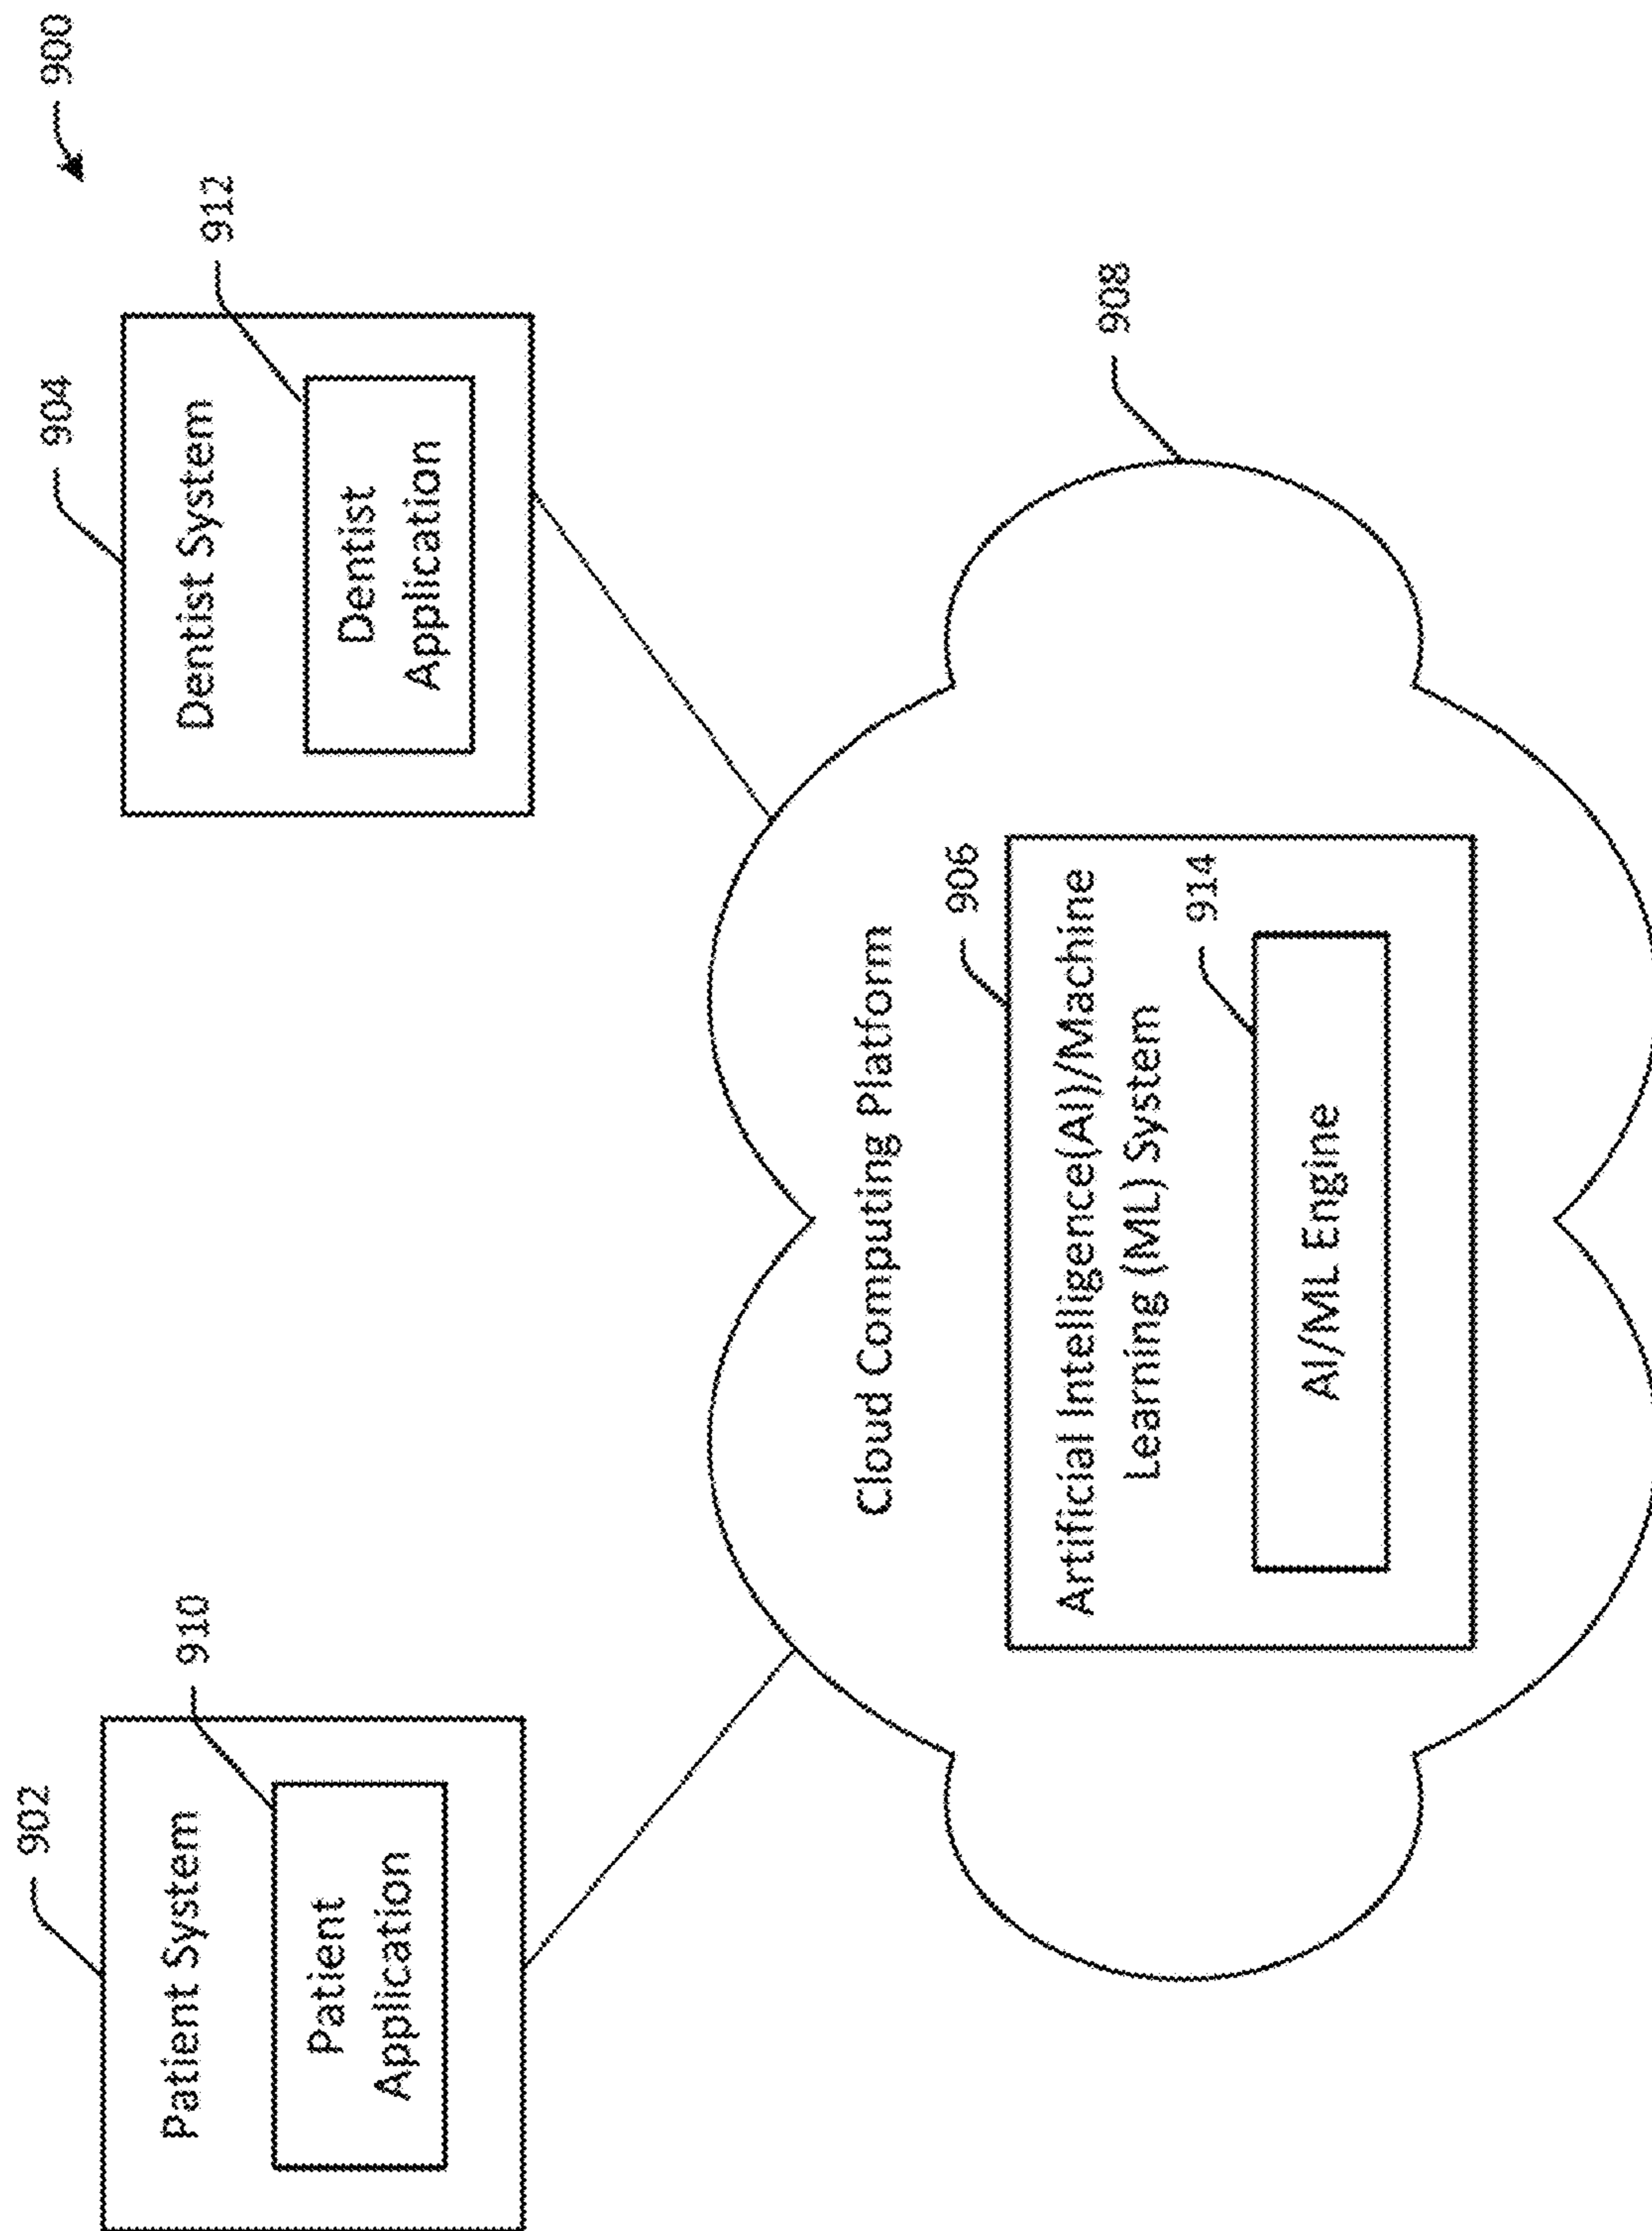 900
902
Patient System
910
Patient
Application
904
Dentist System
912
Dentist
Application
908
Cloud Computing Platform
906
Artificial Intelligence(AI)/Machine
Learning (ML) System
914
AI/ML Engine